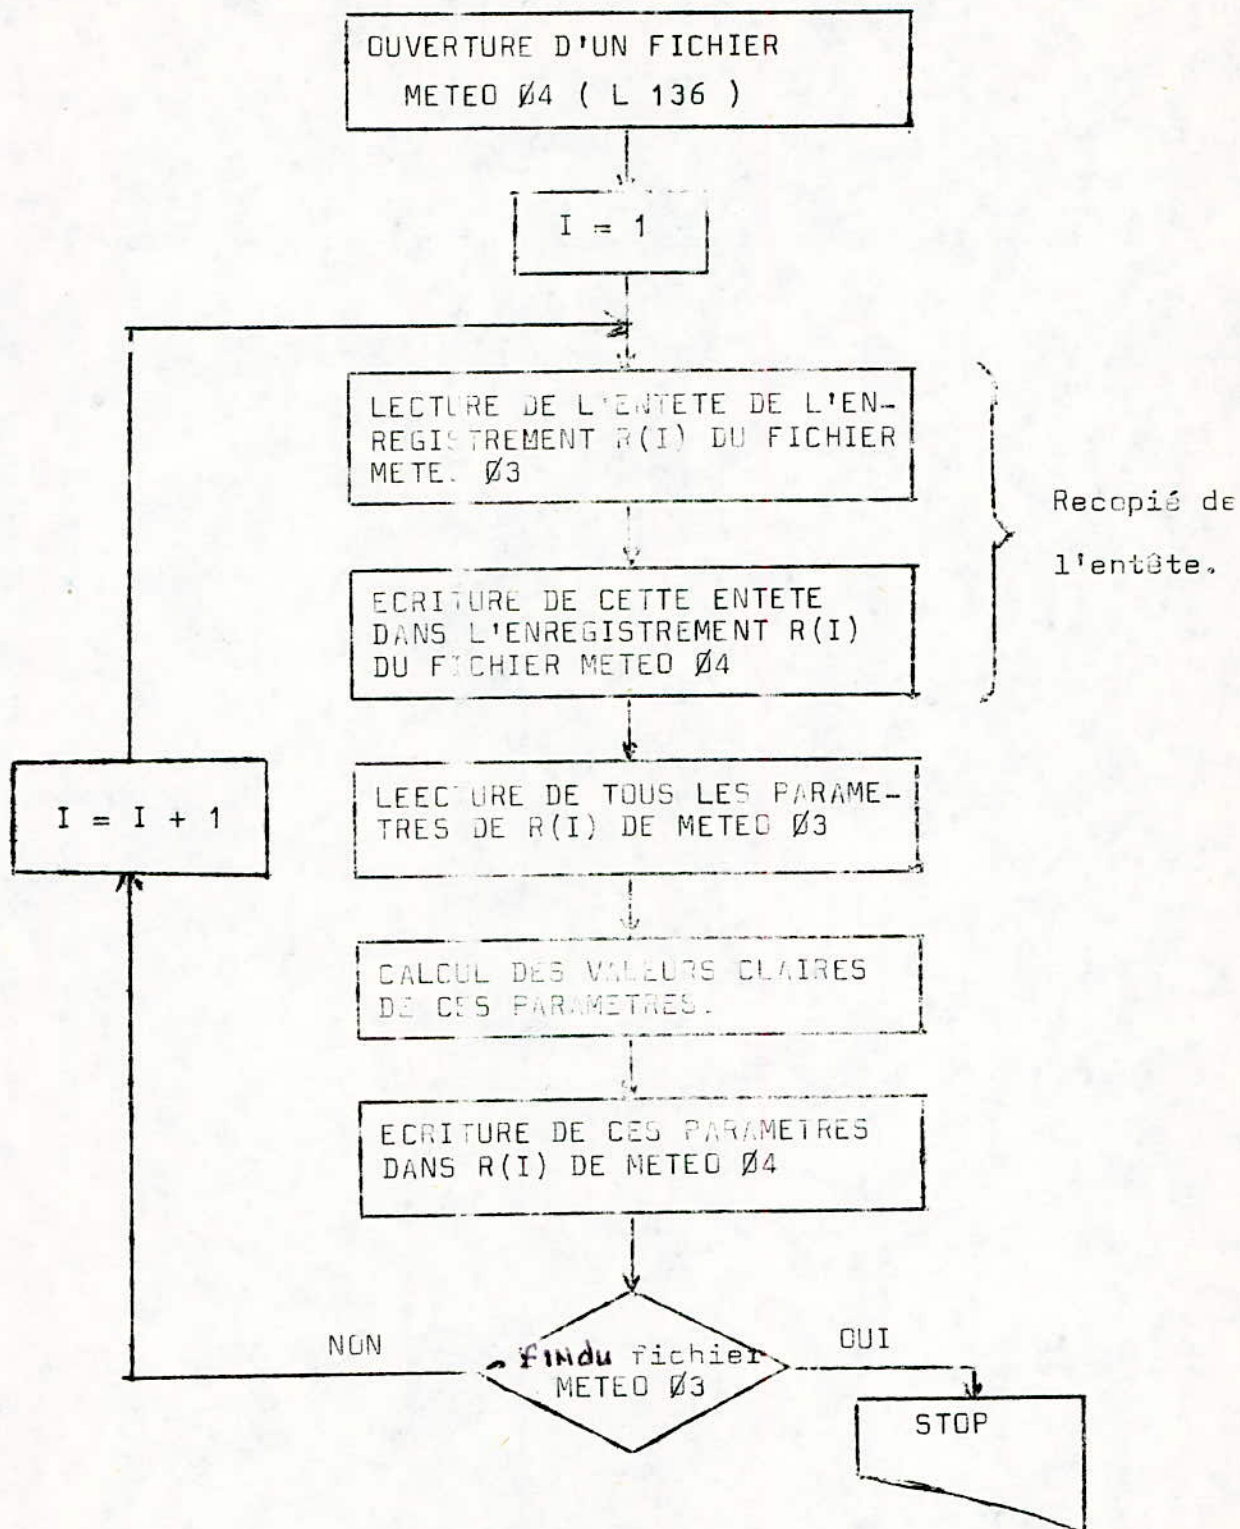 OUVERTURE D'UN FICHIER
METEO Ø4 ( L 136 )
I = 1
LECTURE DE L'ENTETE DE L'EN-
REGISTREMENT R(I) DU FICHIER
METE. Ø3
Recopié de
l'entête.
ECRITURE DE CETTE ENTETE
DANS L'ENREGISTREMENT R(I)
DU FICHIER METEO Ø4
I = I + 1
LEECTURE DE TOUS LES PARAME-
TRES DE R(I) DE METEO Ø3
CALCUL DES VALEURS CLAIRES
DE CES PARAMETRES.
ECRITURE DE CES PARAMETRES
DANS R(I) DE METEO Ø4
NON
findu fichier
METEO Ø3
OUI
STOP